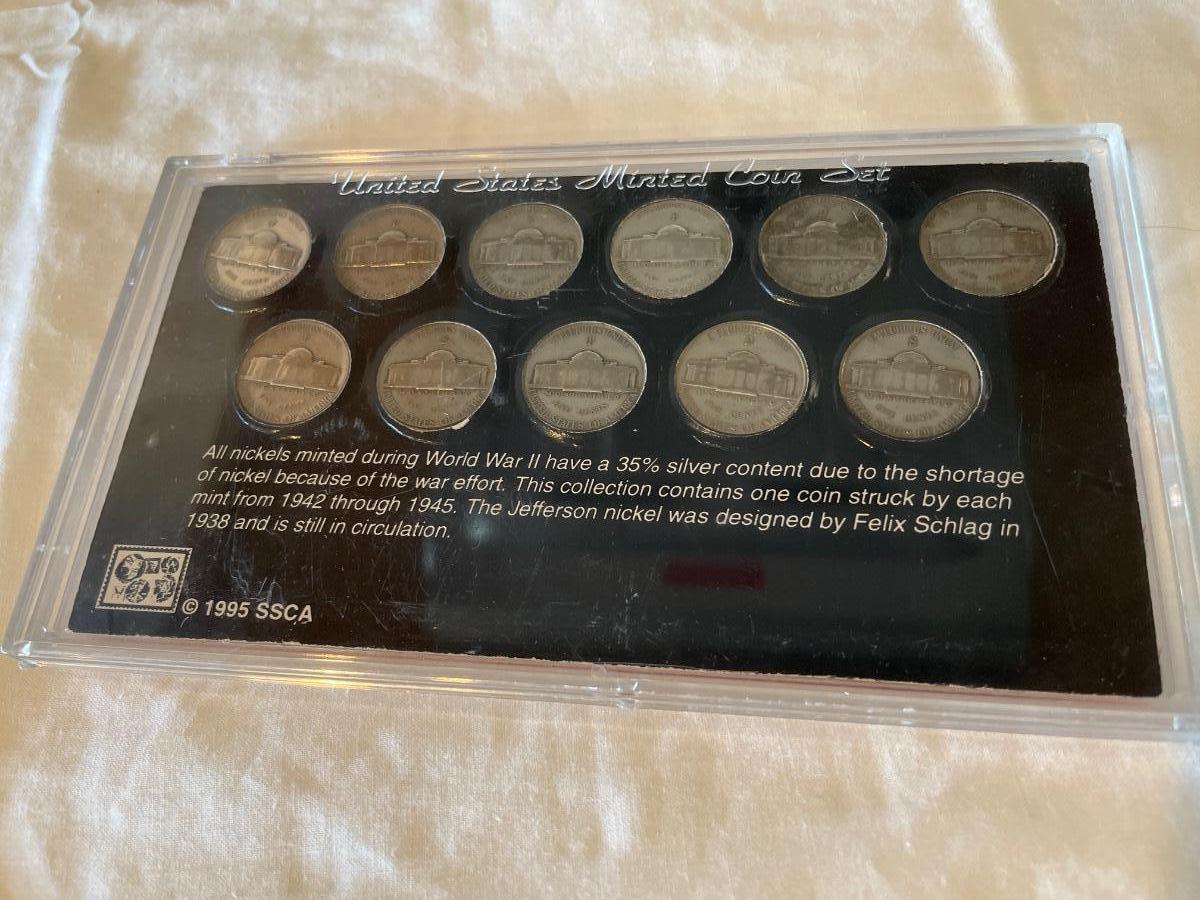 United States Minted Coin Set
All nickels minted during World War II have a 35% silver content due to the shortage
of nickel because of the war effort. This collection contains one coin struck by each
mint from 1942 through 1945. The Jefferson nickel was designed by Felix Schlag in
1938 and is still in circulation.
© 1995 SSCA